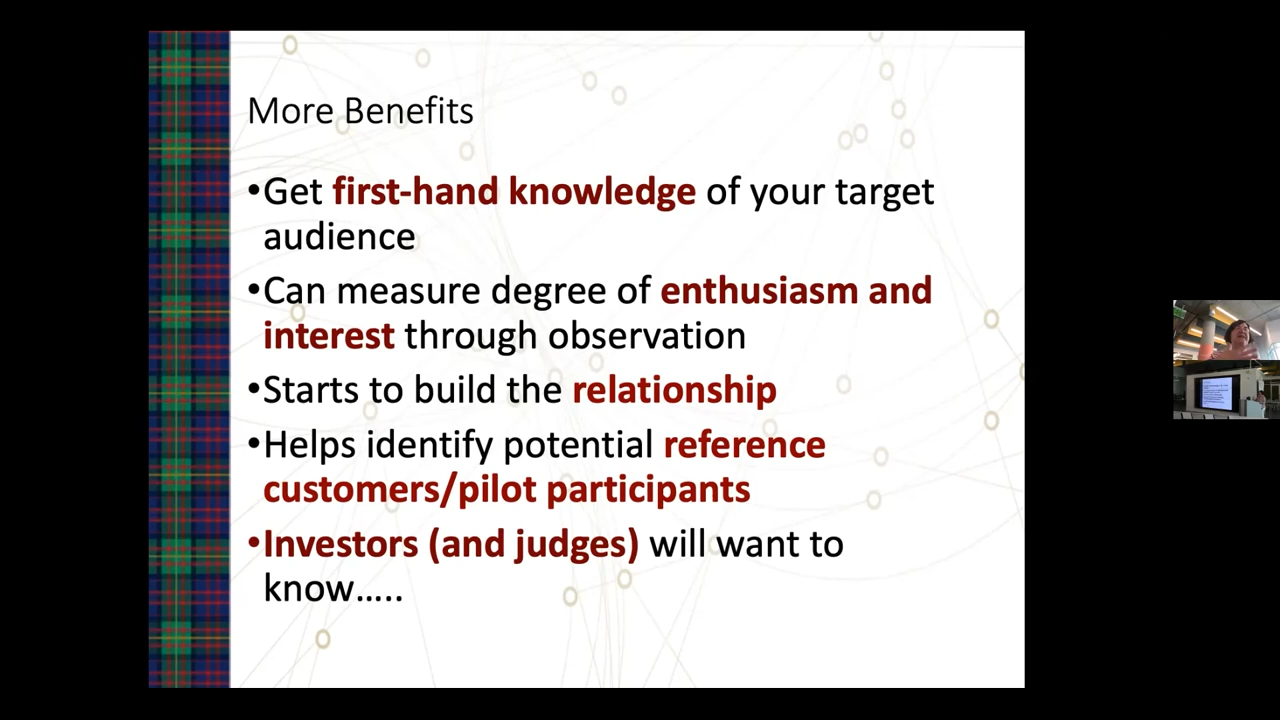 More Benefits
•Get first-hand knowledge of your target
audience
•Can measure degree of enthusiasm and
interest through observation
•Starts to build the relationship
•Helps identify potential reference
customers/pilot participants
•Investors (and judges) will want to
know.....